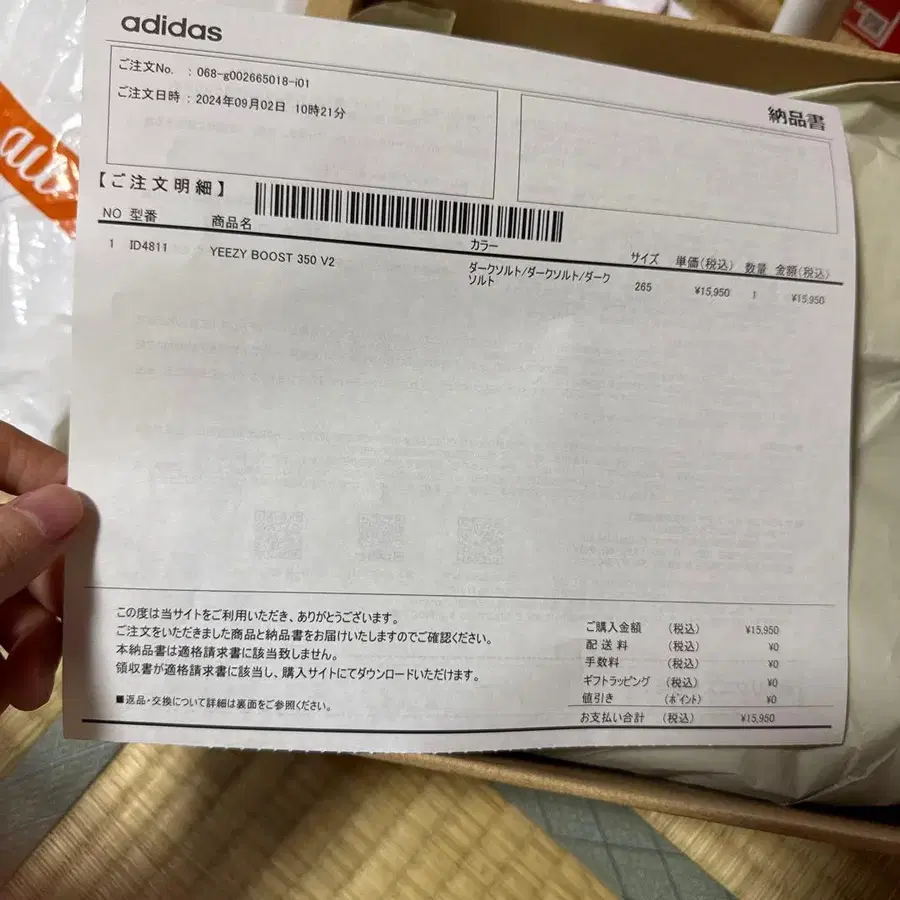 adidas
ご注文No. : 068-g002665018-i01
ご注文日時 : 2024年09月02日 10時21分
納品書
au
【ご注文明細】
NO 型番 商品名 カラー サイズ 単価(税込) 数量 金額(税込)
1 ID4811 YEEZY BOOST 350 V2 ダークソルト/ダークソルト/ダーク 265 ¥15,950 1 ¥15,950
ソルト
この度は当サイトをご利用いただき、ありがとうございます。
ご注文をいただきました商品と納品書をお届けいたしますのでご確認ください。
本納品書は適格請求書に該当致しません。
領収書が適格請求書に該当し、購入サイトにてダウンロードいただけます。
■返品・交換について詳細は裏面をご参照ください。
ご購入金額 (税込) ¥15,950
配送料 (税込) ¥0
手数料 (税込) ¥0
ギフトラッピング (税込) ¥0
値引き (ポイント) ¥0
お支払い合計 (税込) ¥15,950